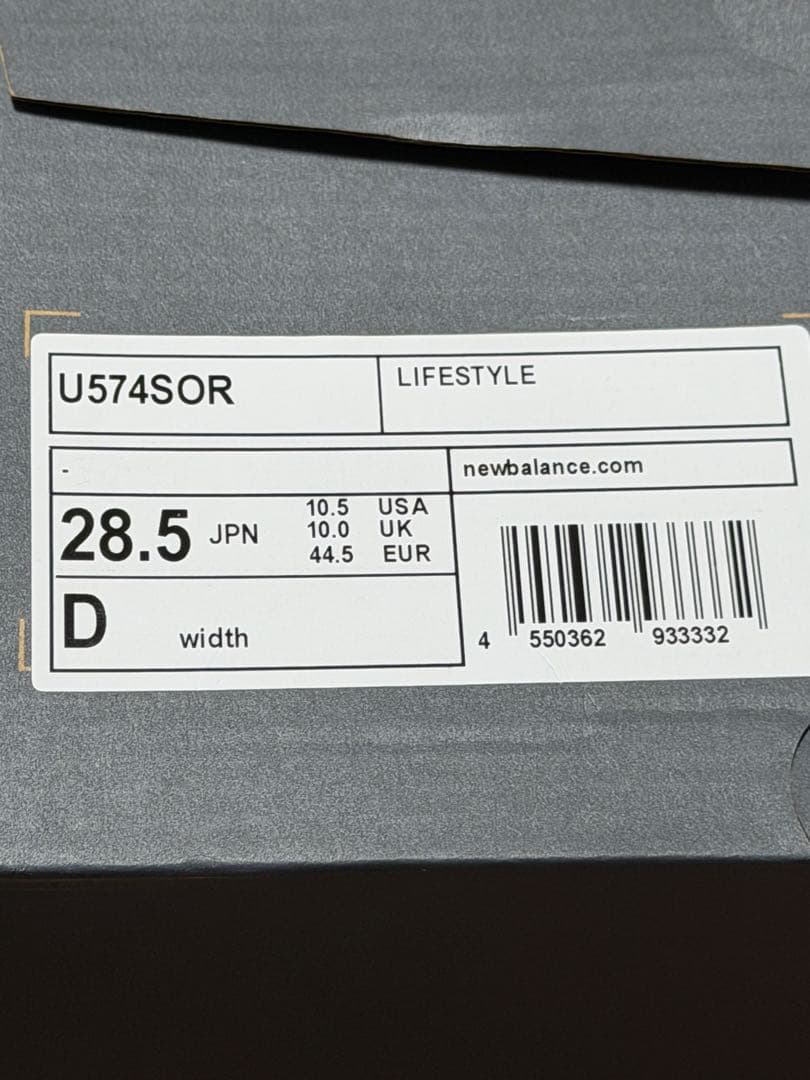 U574SOR
LIFESTYLE
-
newbalance.com
28.5 JPN
10.5 USA
10.0 UK
44.5 EUR
D width
4 550362 933332